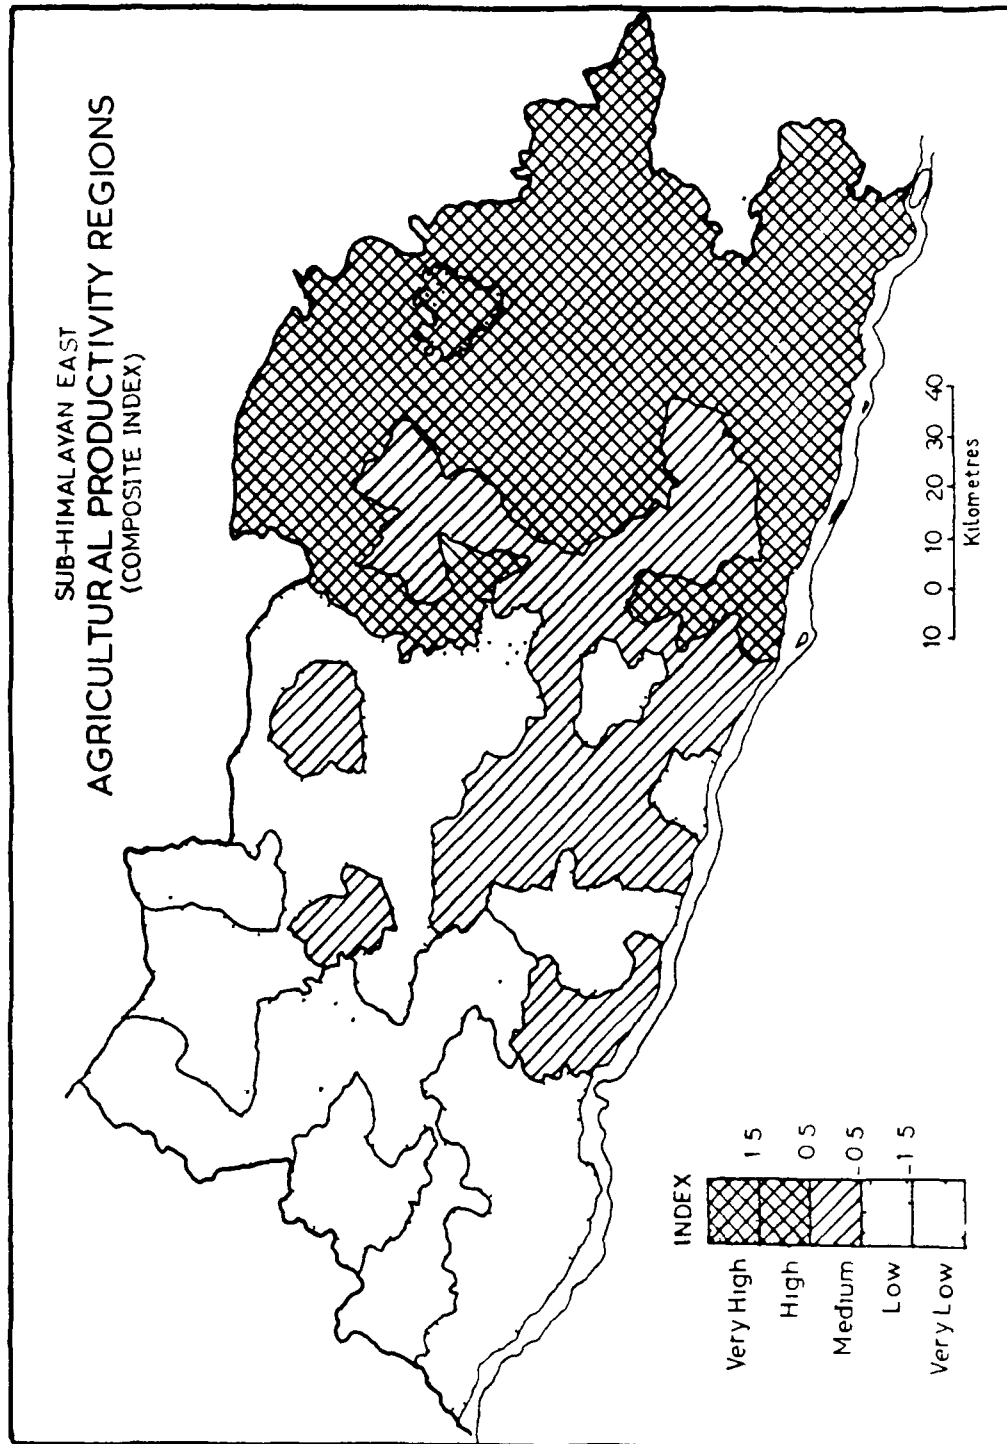 SUB-HIMALAYAN EAST
AGRICULTURAL PRODUCTIVITY REGIONS
(COMPOSITE INDEX)
INDEX
Very High
1 5
High
0 5
Medium
-0 5
Low
-1 5
Very Low
10 0 10 20 30 40
Kilometres